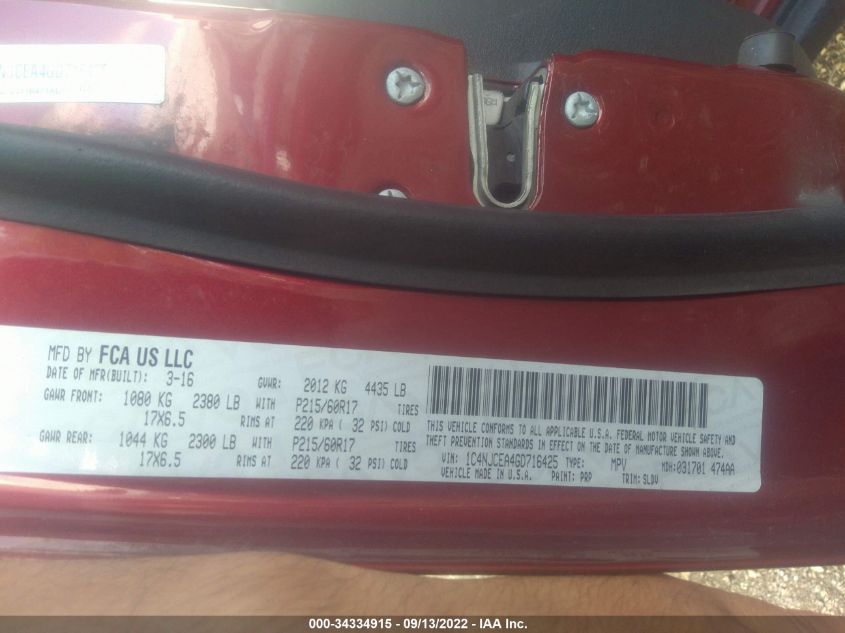 MFD BY FCA US LLC
DATE OF MFR(BUILT): 3-16 GVWR: 2012 KG 4435 LB
GAWR FRONT: 1080 KG 2380 LB WITH P215/60R17 TIRES
17X6.5 RIMS AT 220 KPA ( 32 PSI) COLD
GAWR REAR: 1044 KG 2300 LB WITH P215/60R17 TIRES
17X6.5 RIMS AT 220 KPA ( 32 PSI) COLD
THIS VEHICLE CONFORMS TO ALL APPLICABLE U.S.A. FEDERAL MOTOR VEHICLE SAFETY AND
THEFT PREVENTION STANDARDS IN EFFECT ON THE DATE OF MANUFACTURE SHOWN ABOVE.
VIN: 1C4NJCEA4GD716425 TYPE: MPV MDH: 031701 474AA
VEHICLE MADE IN U.S.A. PAINT: PRP TRIM: SLDV
000-34334915 - 09/13/2022 - IAA Inc.